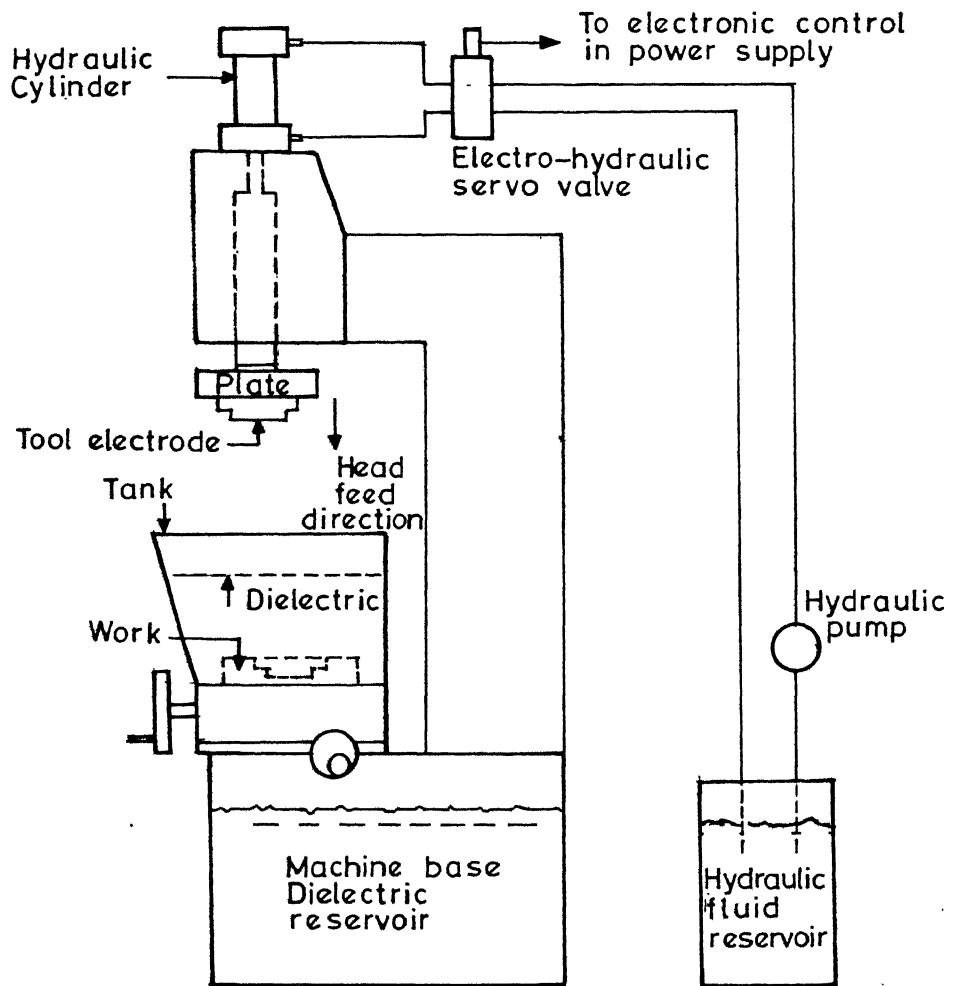 To electronic control
in power supply
Hydraulic
Cylinder
Electro-hydraulic
servo valve
Plate
Tool electrode
Head
feed
direction
Tank
Dielectric
Work
Hydraulic
pump
Machine base
Dielectric
reservoir
Hydraulic
fluid
reservoir